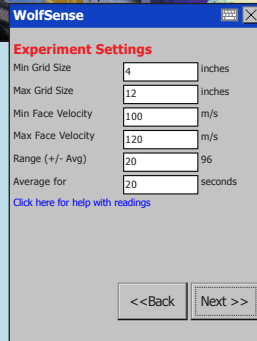 WolfSense
Experiment Settings
Min Grid Size 4 inches
Max Grid Size 12 inches
Min Face Velocity 100 m/s
Max Face Velocity 120 m/s
Range (+/- Avg) 20 96
Average for 20 seconds
Click here for help with readings
<<Back Next >>